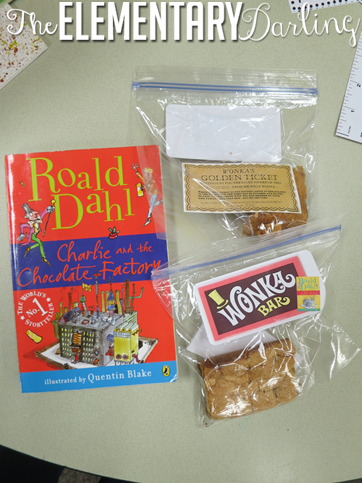 The ELEMENTARY Darling
Roald
Dahl
Charlie and the
Chocolate Factory
THE WORLD'S
No. 1
STORYTELLER
illustrated by Quentin Blake
WONKA'S
GOLDEN TICKET
WONKA
BAR